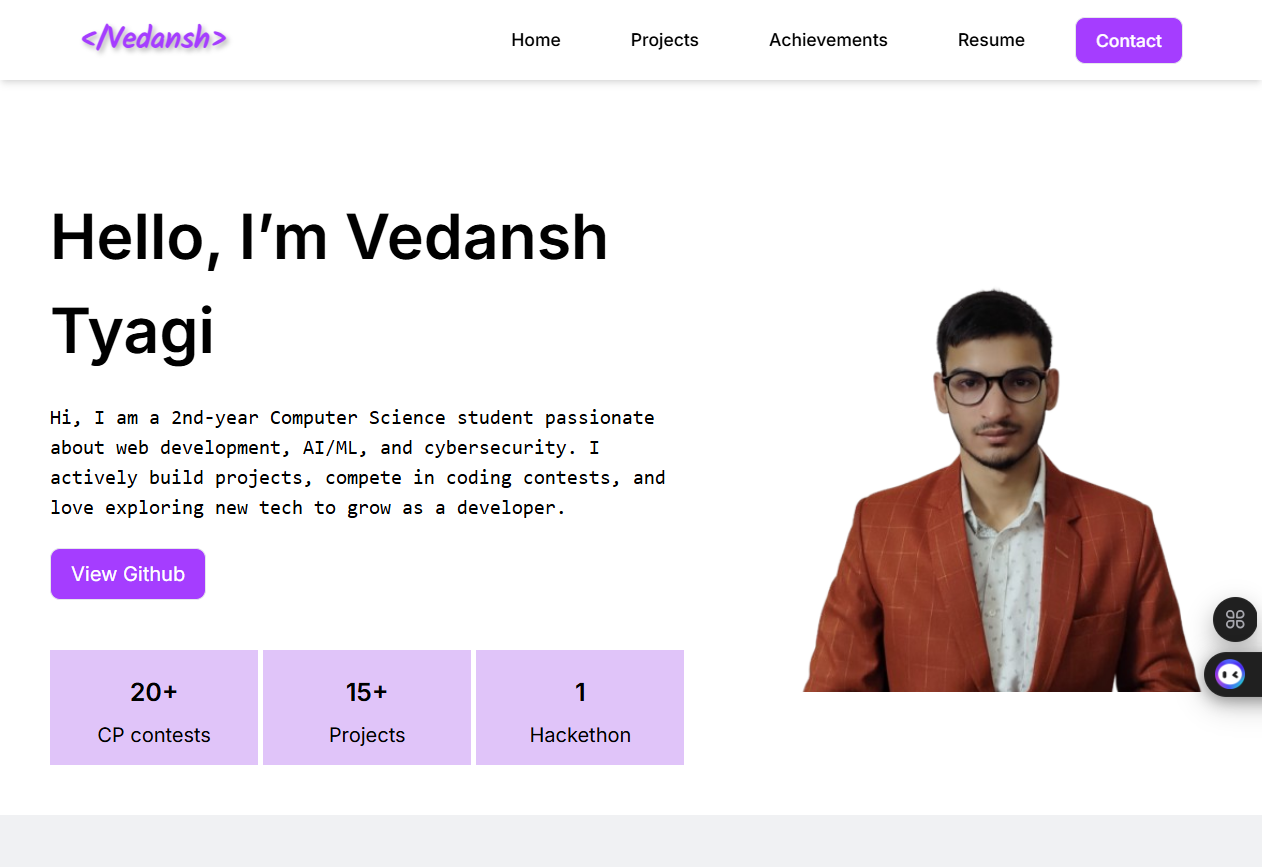 </Vedansh>
Home
Projects
Achievements
Resume
Contact
Hello, I’m Vedansh
Tyagi
Hi, I am a 2nd-year Computer Science student passionate
about web development, AI/ML, and cybersecurity. I
actively build projects, compete in coding contests, and
love exploring new tech to grow as a developer.
View Github
20+
CP contests
15+
Projects
1
Hackethon